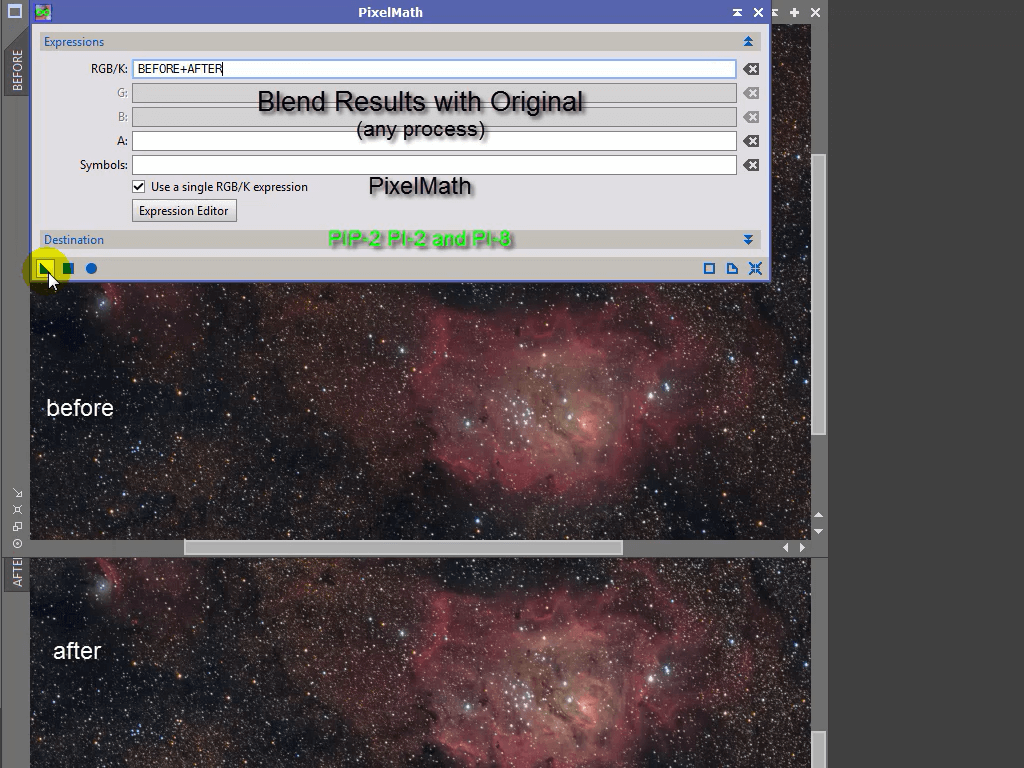 PixelMath
BEFORE
Expressions
RGB/K: BEFORE+AFTER
G:
Blend Results with Original
B:
(any process)
A:
Symbols:
Use a single RGB/K expression
PixelMath
Expression Editor
Destination
PIP-2 PI-2 and PI-8
before
AFTE
after